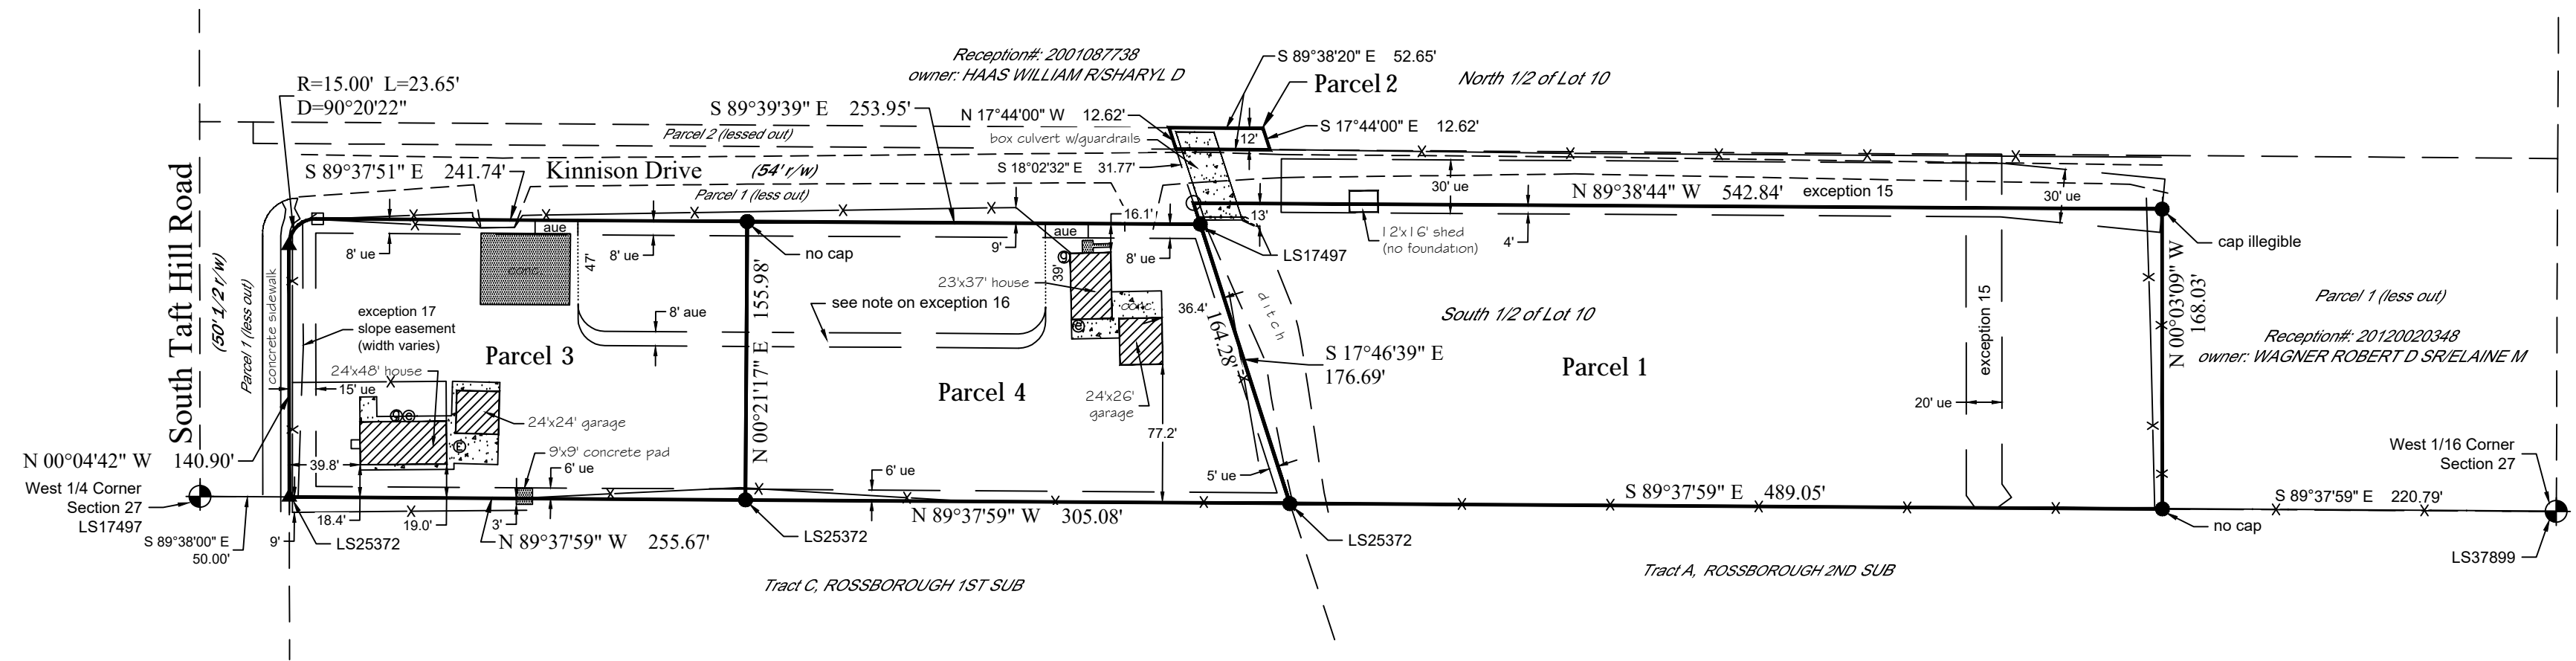 Reception#: 2001087738
owner: HAAS WILLIAM R/SHARYL D
S 89°38'20" E 52.65'
Parcel 2
North 1/2 of Lot 10
R=15.00' L=23.65'
D=90°20'22"
S 89°39'39" E 253.95'
N 17°44'00" W 12.62'
S 17°44'00" E 12.62'
Parcel 2 (lessed out)
box culvert w/guardrails
12'
S 89°37'51" E 241.74'
Kinnison Drive
(54' r/w)
S 18°02'32" E 31.77'
Parcel 1 (less out)
30' ue
N 89°38'44" W 542.84'
exception 15
30' ue
South Taft Hill Road
(50' 1/2 r/w)
Parcel 1 (less out)
concrete sidewalk
8' ue
aue
8' ue
no cap
9'
aue
16.1'
8' ue
13'
LS17497
12'x16' shed
(no foundation)
4'
cap illegible
conc.
47'
39'
23'x37' house
see note on exception 16
conc.
36.4'
164.28'
ditch
South 1/2 of Lot 10
exception 15
N 00°03'09" W
168.03'
Parcel 1 (less out)
Reception#: 20120020348
owner: WAGNER ROBERT D SR/ELAINE M
exception 17
slope easement
(width varies)
Parcel 3
8' aue
N 00°21'17" E 155.98'
Parcel 4
S 17°46'39" E
176.69'
Parcel 1
24'x48' house
15' ue
24'x24' garage
24'x26'
garage
77.2'
20' ue
N 00°04'42" W 140.90'
39.8'
9'x9' concrete pad
6' ue
6' ue
5' ue
West 1/4 Corner
Section 27
LS17497
West 1/16 Corner
Section 27
S 89°37'59" E 489.05'
S 89°37'59" E 220.79'
18.4'
19.0'
3'
N 89°37'59" W 305.08'
no cap
S 89°38'00" E
50.00'
9'
LS25372
N 89°37'59" W 255.67'
LS25372
LS25372
LS37899
Tract C, ROSSBOROUGH 1ST SUB
Tract A, ROSSBOROUGH 2ND SUB